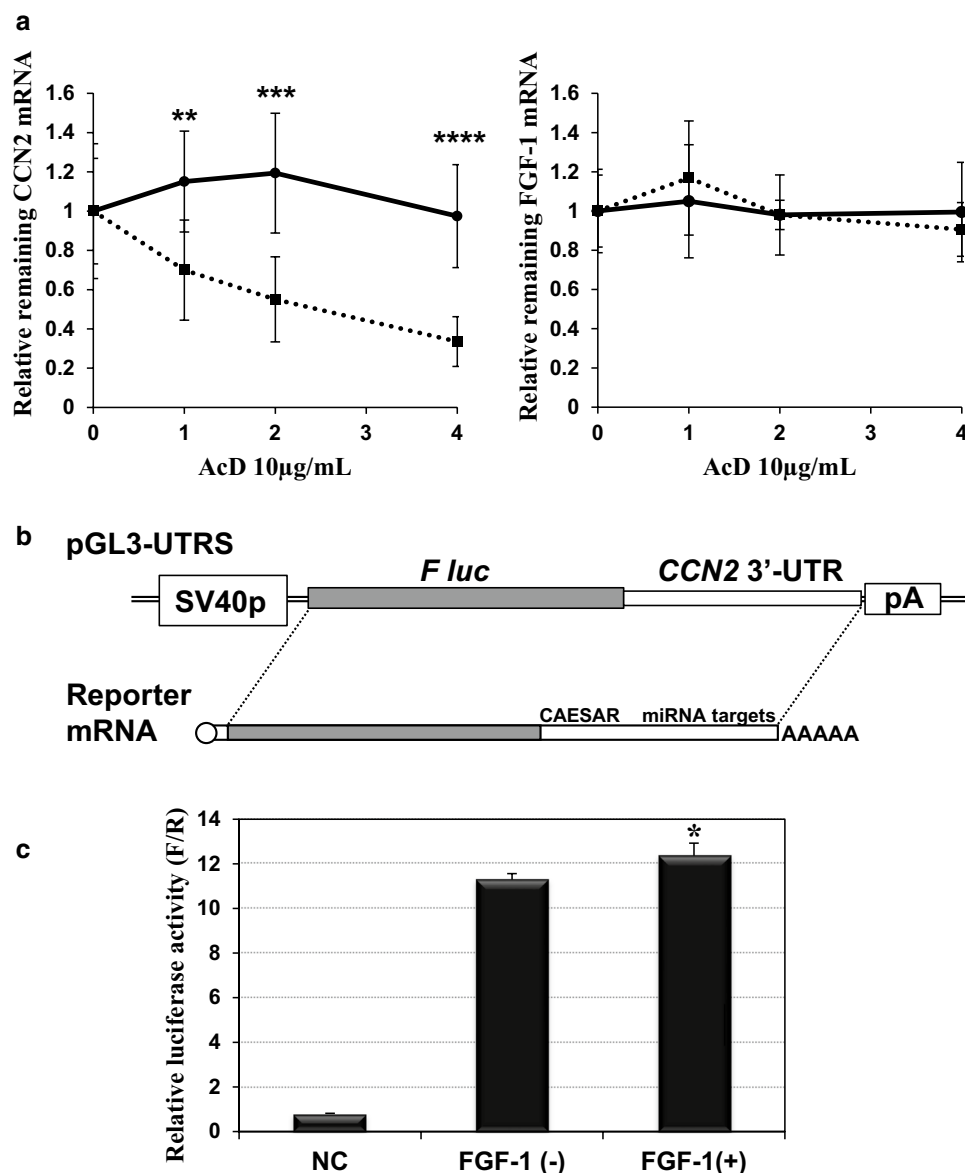 a
Relative remaining CCN2 mRNA
1.6
1.4
1.2
1
0.8
0.6
0.4
0.2
0
**
***
****
0 1 2 3 4
AcD 10µg/mL
Relative remaining FGF-1 mRNA
1.6
1.4
1.2
1
0.8
0.6
0.4
0.2
0
0 1 2 3 4
AcD 10µg/mL
b
pGL3-UTRS
SV40p
F luc
CCN2 3'-UTR
pA
Reporter
mRNA
CAESAR
miRNA targets
AAAAA
c
Relative luciferase activity (F/R)
14
12
10
8
6
4
2
0
*
NC FGF-1 (-) FGF-1(+)